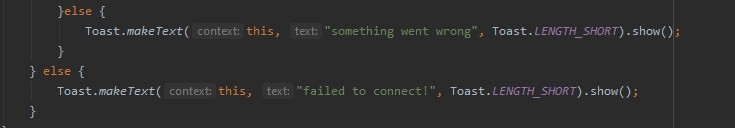 }else {
Toast.makeText( context: this, text: "something went wrong", Toast.LENGTH_SHORT).show();
}
} else {
Toast.makeText( context: this, text: "failed to connect!", Toast.LENGTH_SHORT).show();
}